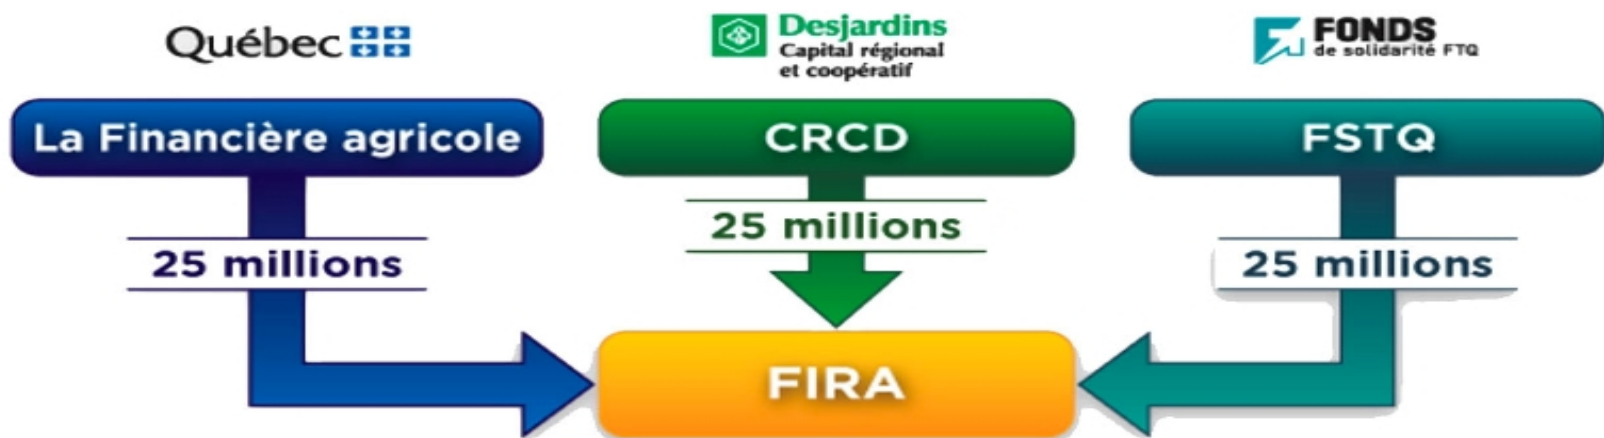 Québec
Desjardins
Capital régional
et coopératif
FONDS
de solidarité FTQ
La Financière agricole
CRCD
FSTQ
25 millions
25 millions
25 millions
FIRA